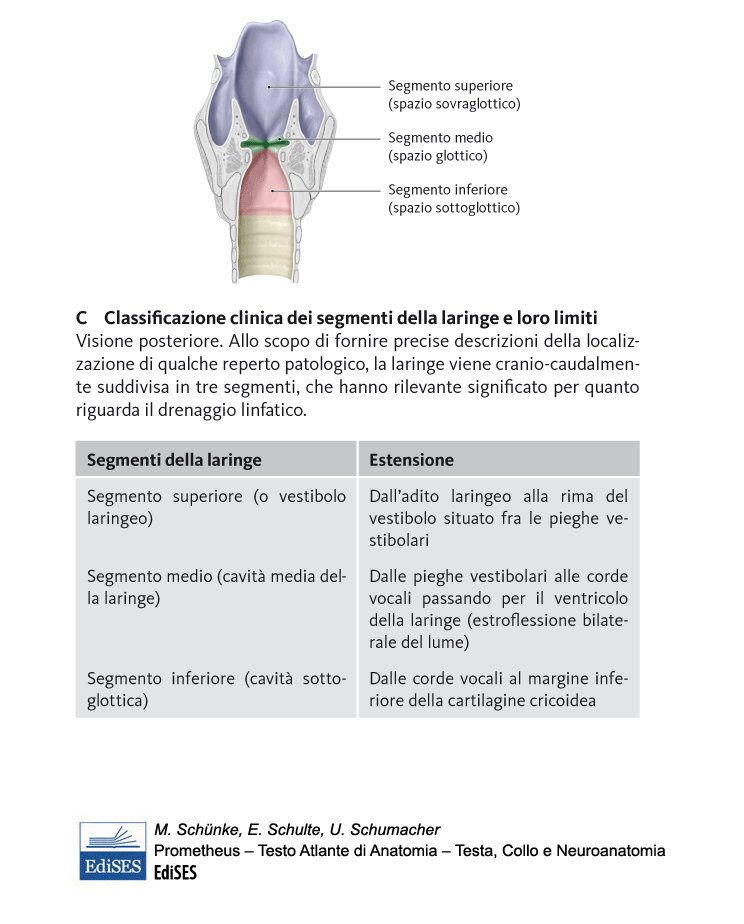 Segmento superiore
(spazio sovraglottico)
Segmento medio
(spazio glottico)
Segmento inferiore
(spazio sottoglottico)
C Classificazione clinica dei segmenti della laringe e loro limiti
Visione posteriore. Allo scopo di fornire precise descrizioni della localiz-
zazione di qualche reperto patologico, la laringe viene cranio-caudalmen-
te suddivisa in tre segmenti, che hanno rilevante significato per quanto
riguarda il drenaggio linfatico.
Segmenti della laringe
Estensione
Segmento superiore (o vestibolo
laringeo)
Dall'adito laringeo alla rima del
vestibolo situato fra le pieghe ve-
stibolari
Segmento medio (cavità media del-
la laringe)
Dalle pieghe vestibolari alle corde
vocali passando per il ventricolo
della laringe (estroflessione bilate-
rale del lume)
Segmento inferiore (cavità sotto-
glottica)
Dalle corde vocali al margine infe-
riore della cartilagine cricoidea
EdiSES
M. Schünke, E. Schulte, U. Schumacher
Prometheus – Testo Atlante di Anatomia – Testa, Collo e Neuroanatomia
EdiSES